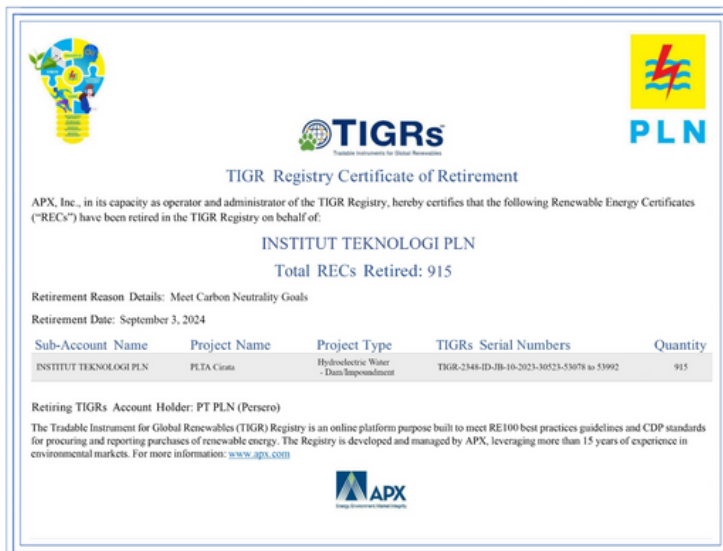 TIGRs
Tradable Instruments for Global Renewables
PLN
TIGR Registry Certificate of Retirement
APX, Inc., in its capacity as operator and administrator of the TIGR Registry, hereby certifies that the following Renewable Energy Certificates
("RECs") have been retired in the TIGR Registry on behalf of:
INSTITUT TEKNOLOGI PLN
Total RECs Retired: 915
Retirement Reason Details: Meet Carbon Neutrality Goals
Retirement Date: September 3, 2024
Sub-Account Name Project Name Project Type TIGRs Serial Numbers Quantity
INSTITUT TEKNOLOGI PLN PLTA Cirata Hydroelectric Water - Dam/Impoundment TIGR-2348-ID-JB-10-2023-30523-53078 to 53992 915
Retiring TIGRs Account Holder: PT PLN (Persero)
The Tradable Instrument for Global Renewables (TIGR) Registry is an online platform purpose built to meet RE100 best practices guidelines and CDP standards
for procuring and reporting purchases of renewable energy. The Registry is developed and managed by APX, leveraging more than 15 years of experience in
environmental markets. For more information: www.apx.com
APX
Energy. Environment. Market Integrity.